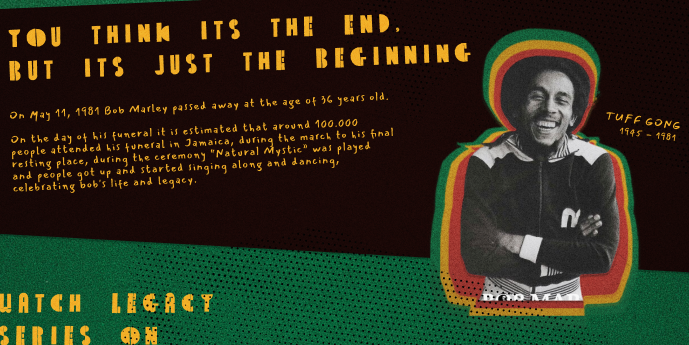 YOU THINK ITS THE END,
BUT ITS JUST THE BEGINNING
On May 11, 1981 Bob Marley passed away at the age of 36 years old.
On the day of his funeral it is estimated that around 100.000
people attended his funeral in Jamaica, during the march to his final
resting place, during the ceremony "Natural Mystic" was played
and people got up and started singing along and dancing,
celebrating bob's life and legacy.
TUFF GONG
1945 - 1981
BOB MAR
WATCH LEGACY
SERIES ON